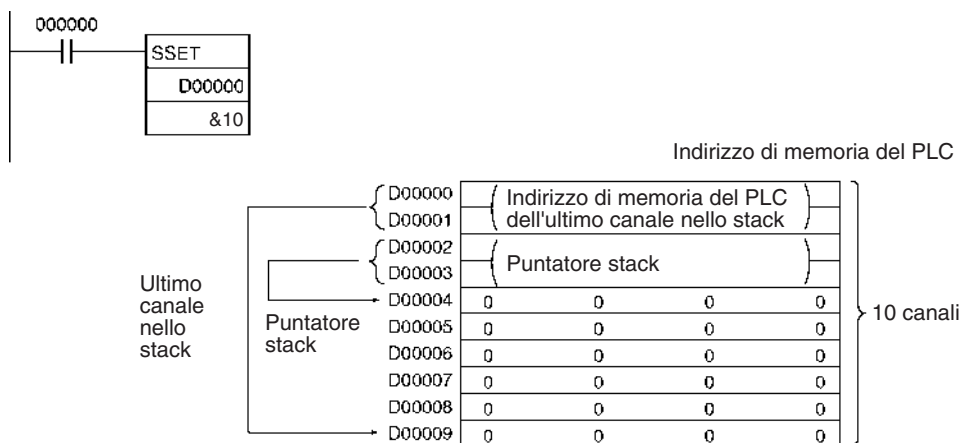 000000
SSET
D00000
&10
Indirizzo di memoria del PLC
D00000
Indirizzo di memoria del PLC
D00001
dell'ultimo canale nello stack
D00002
D00003
Puntatore stack
Ultimo
canale
nello
stack
Puntatore
stack
D00004 0 0 0 0
D00005 0 0 0 0
D00006 0 0 0 0
D00007 0 0 0 0
D00008 0 0 0 0
D00009 0 0 0 0
10 canali